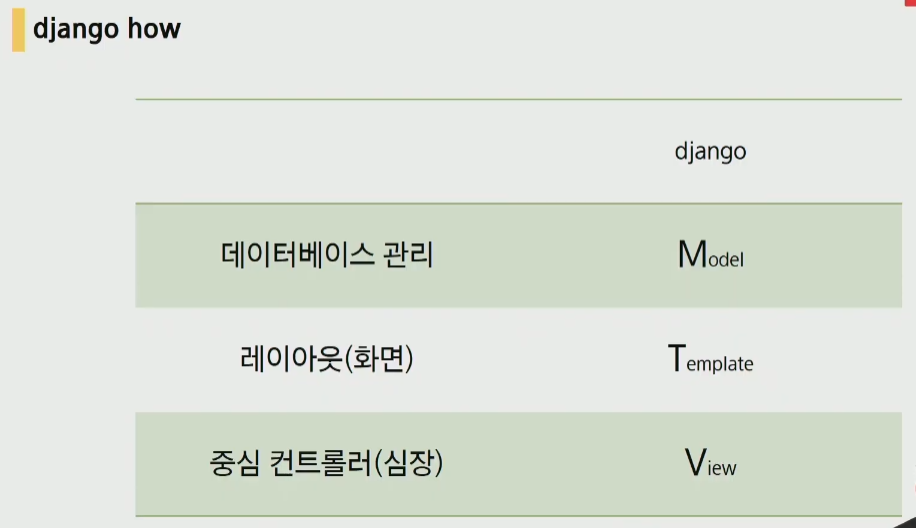 django how
django
데이터베이스 관리 Model
레이아웃(화면) Template
중심 컨트롤러(심장) View